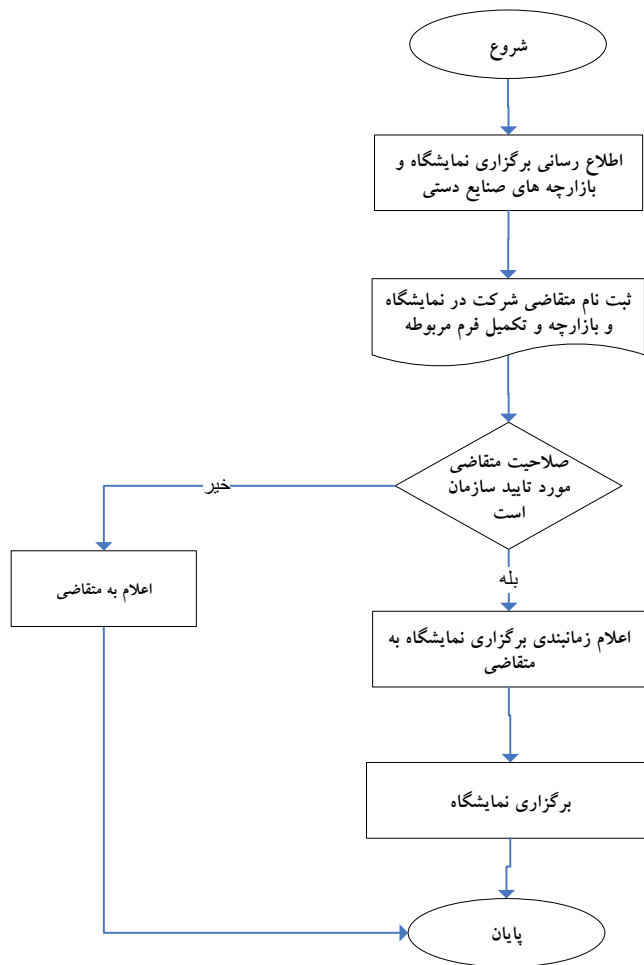 شروع
اطلاع رسانی برگزاری نمایشگاه و
بازارچه های صنایع دستی
ثبت نام متقاضی شرکت در نمایشگاه
و بازارچه و تکمیل فرم مربوطه
صلاحیت متقاضی
مورد تایید سازمان
است
خیر
بله
اعلام به متقاضی
اعلام زمانبندی برگزاری نمایشگاه به
متقاضی
برگزاری نمایشگاه
پایان